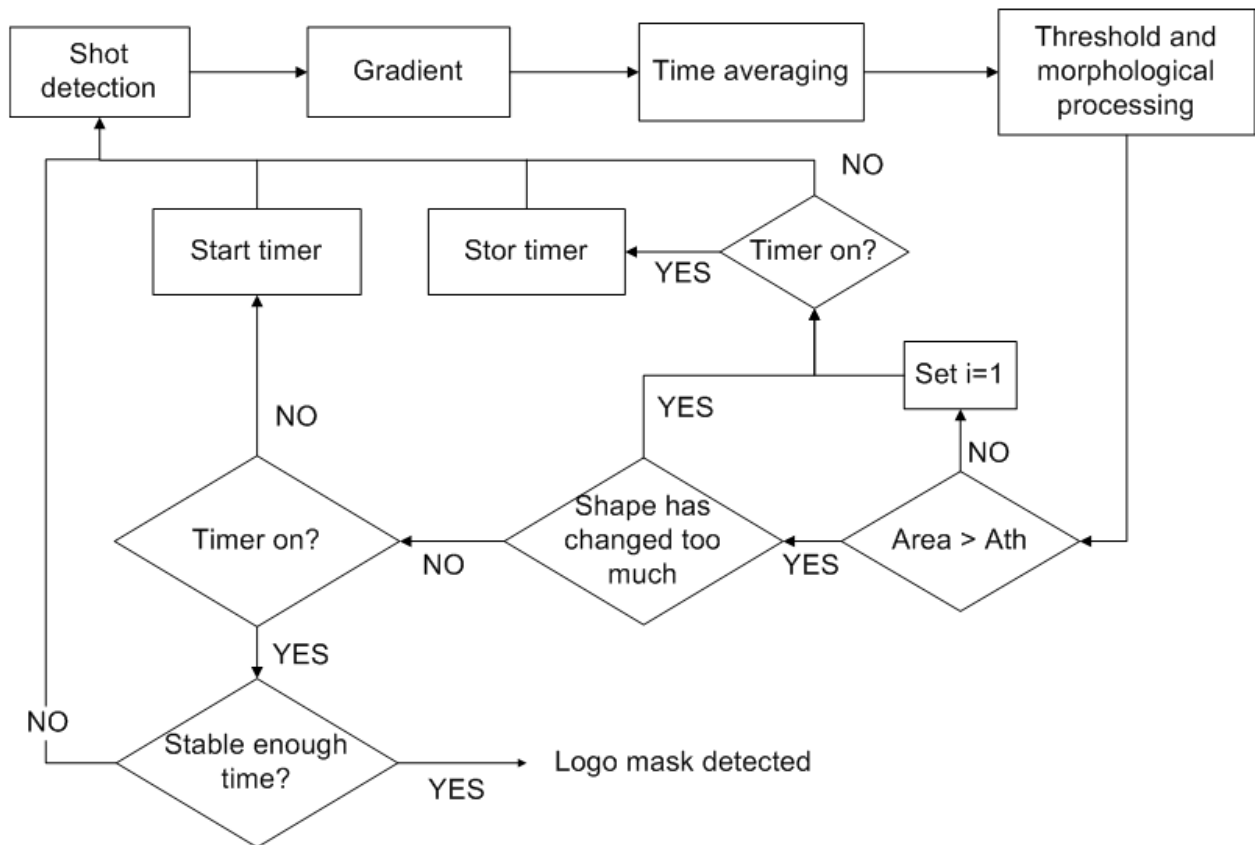 Shot
detection
Gradient
Time averaging
Threshold and
morphological
processing
NO
Start timer
Stor timer
Timer on?
YES
Set i=1
NO
YES
NO
Timer on?
NO
Shape has
changed too
much
YES
Area > Ath
YES
NO
Stable enough
time?
YES
Logo mask detected